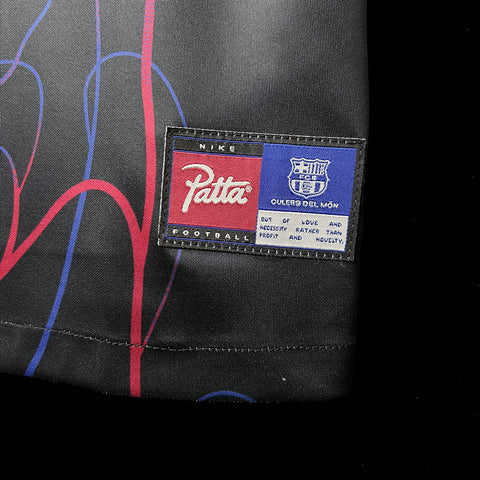 NIKE
Patta®
FOOTBALL
FCB
CULERS DEL MÓN
OUT OF LOVE AND
NECESSITY RATHER THAN
PROFIT AND NOVELTY.